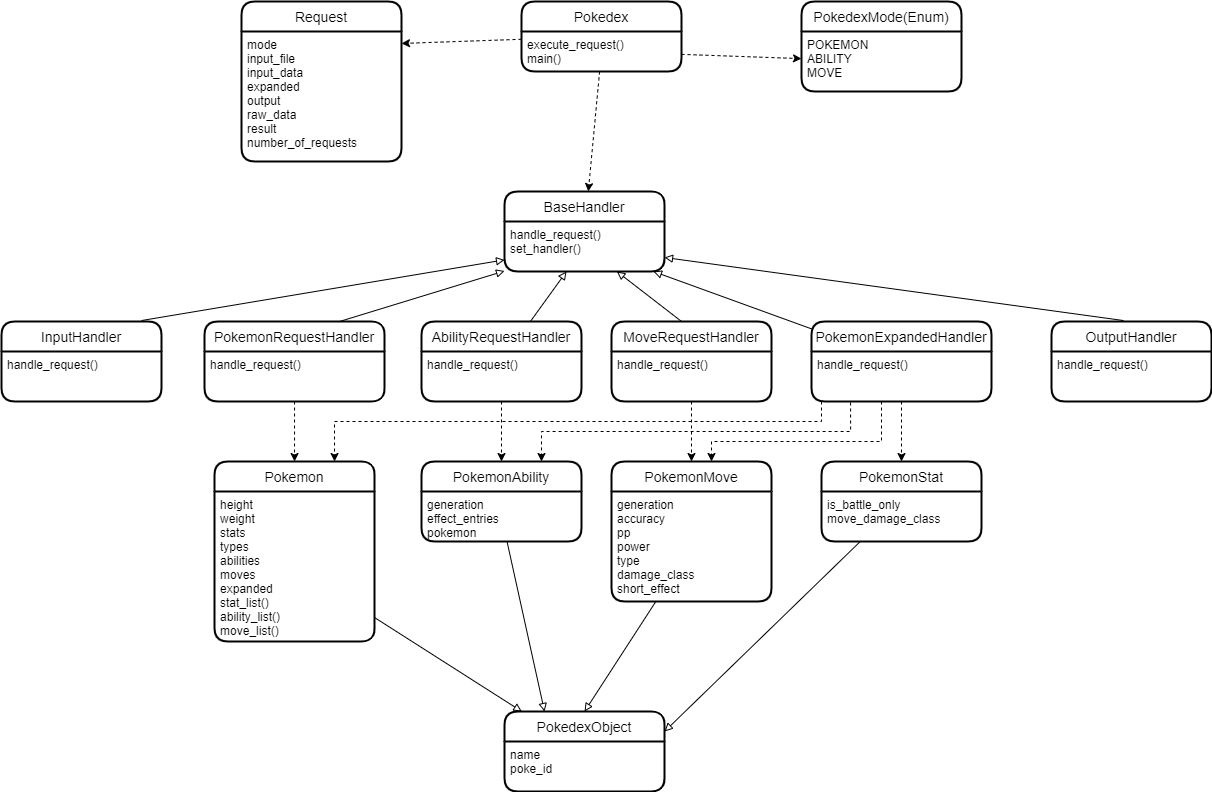 Request
mode
input_file
input_data
expanded
output
raw_data
result
number_of_requests
Pokedex
execute_request()
main()
PokedexMode(Enum)
POKEMON
ABILITY
MOVE
BaseHandler
handle_request()
set_handler()
InputHandler
handle_request()
PokemonRequestHandler
handle_request()
AbilityRequestHandler
handle_request()
MoveRequestHandler
handle_request()
PokemonExpandedHandler
handle_request()
OutputHandler
handle_request()
Pokemon
height
weight
stats
types
abilities
moves
expanded
stat_list()
ability_list()
move_list()
PokemonAbility
generation
effect_entries
pokemon
PokemonMove
generation
accuracy
pp
power
type
damage_class
short_effect
PokemonStat
is_battle_only
move_damage_class
PokedexObject
name
poke_id